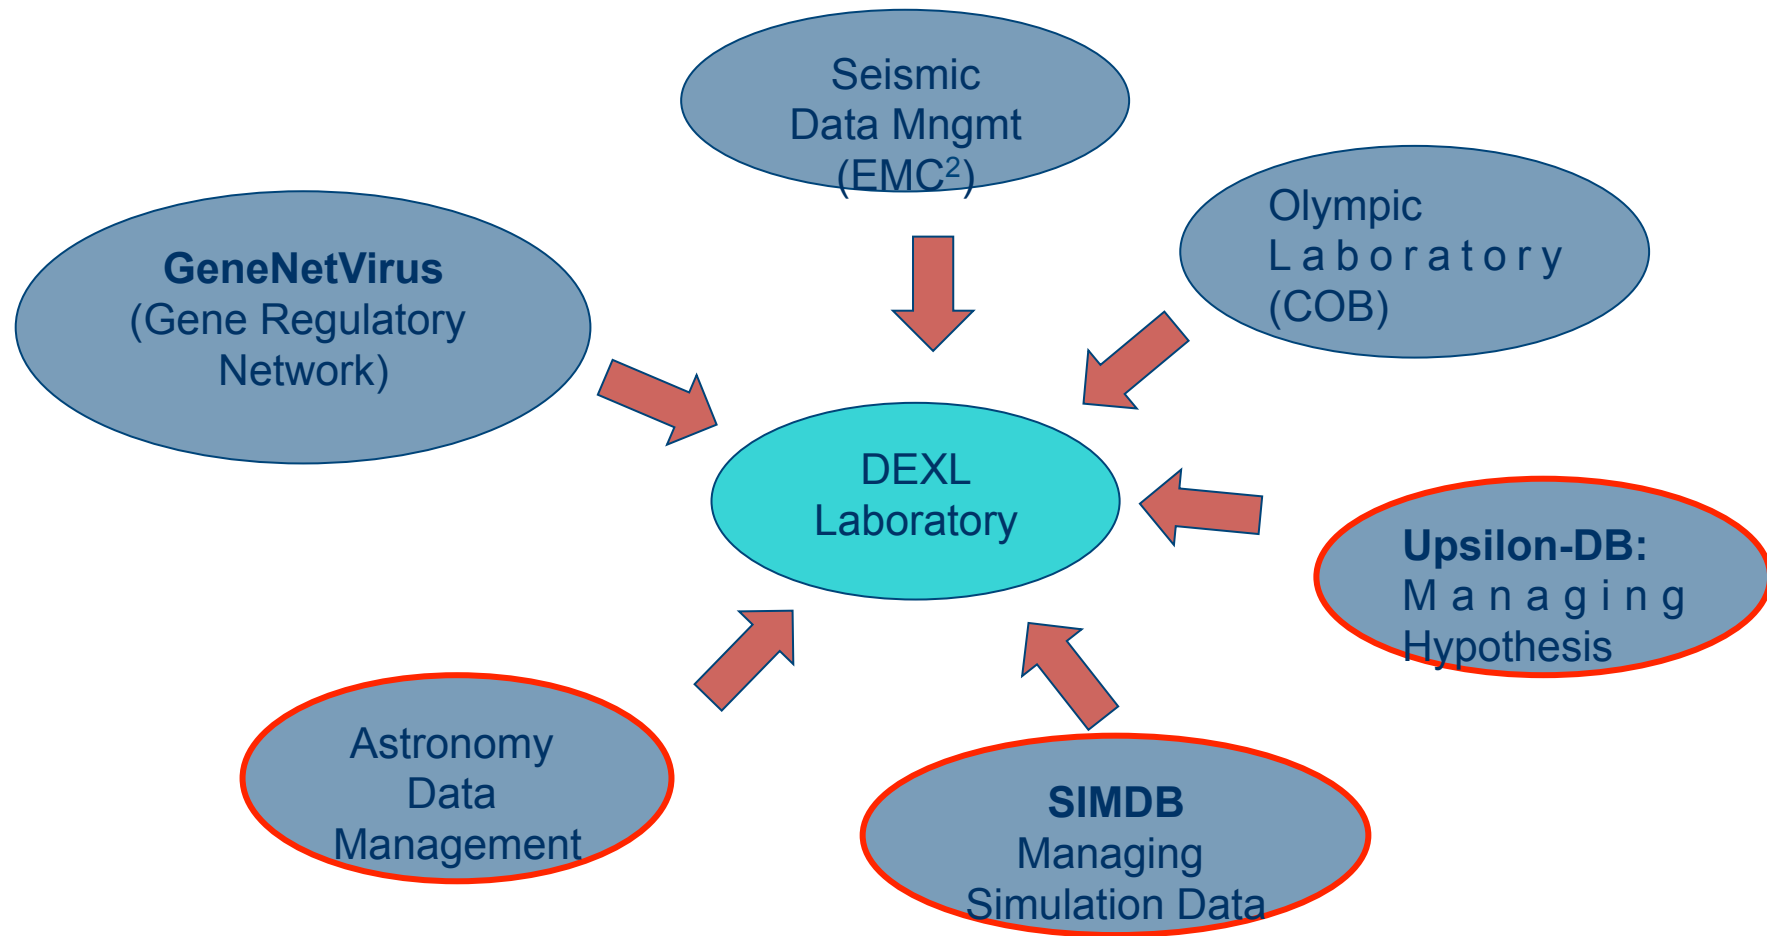 Seismic
Data Mngmt
(EMC²)
Olympic
Laboratory
(COB)
GeneNetVirus
(Gene Regulatory
Network)
DEXL
Laboratory
Upsilon-DB:
Managing
Hypothesis
Astronomy
Data
Management
SIMDB
Managing
Simulation Data